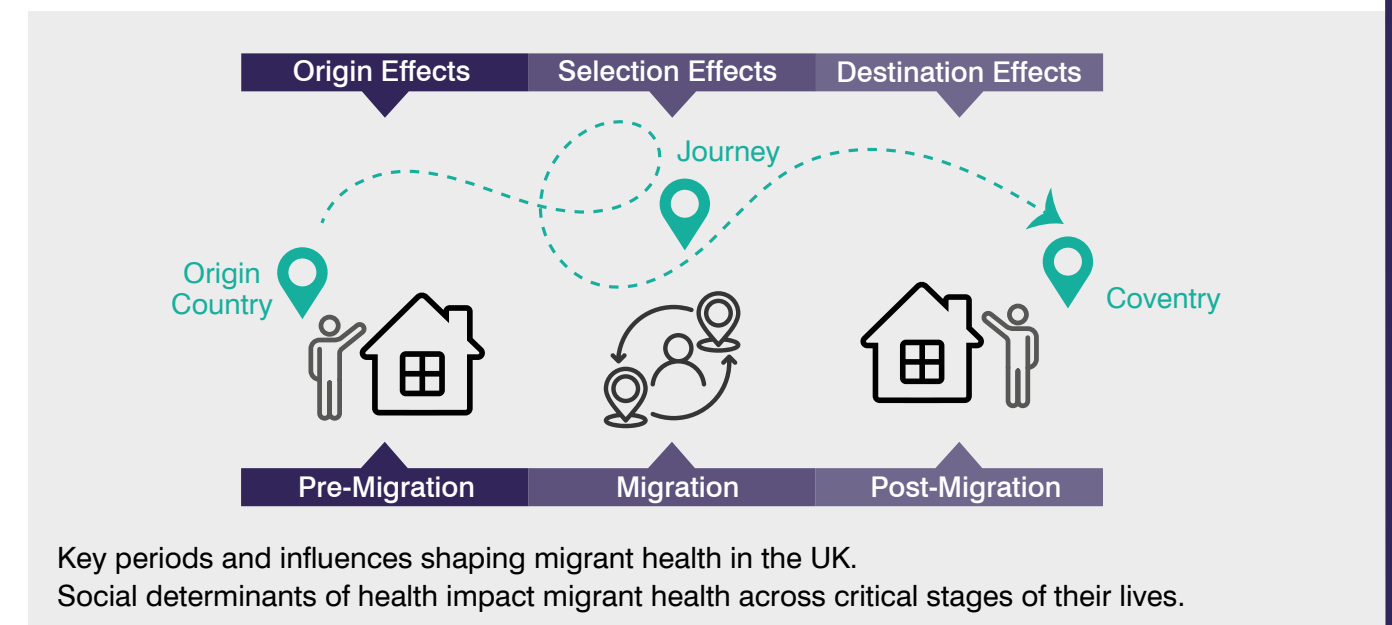 Origin Effects
Selection Effects
Destination Effects
Journey
Origin
Country
Coventry
Pre-Migration
Migration
Post-Migration
Key periods and influences shaping migrant health in the UK.
Social determinants of health impact migrant health across critical stages of their lives.